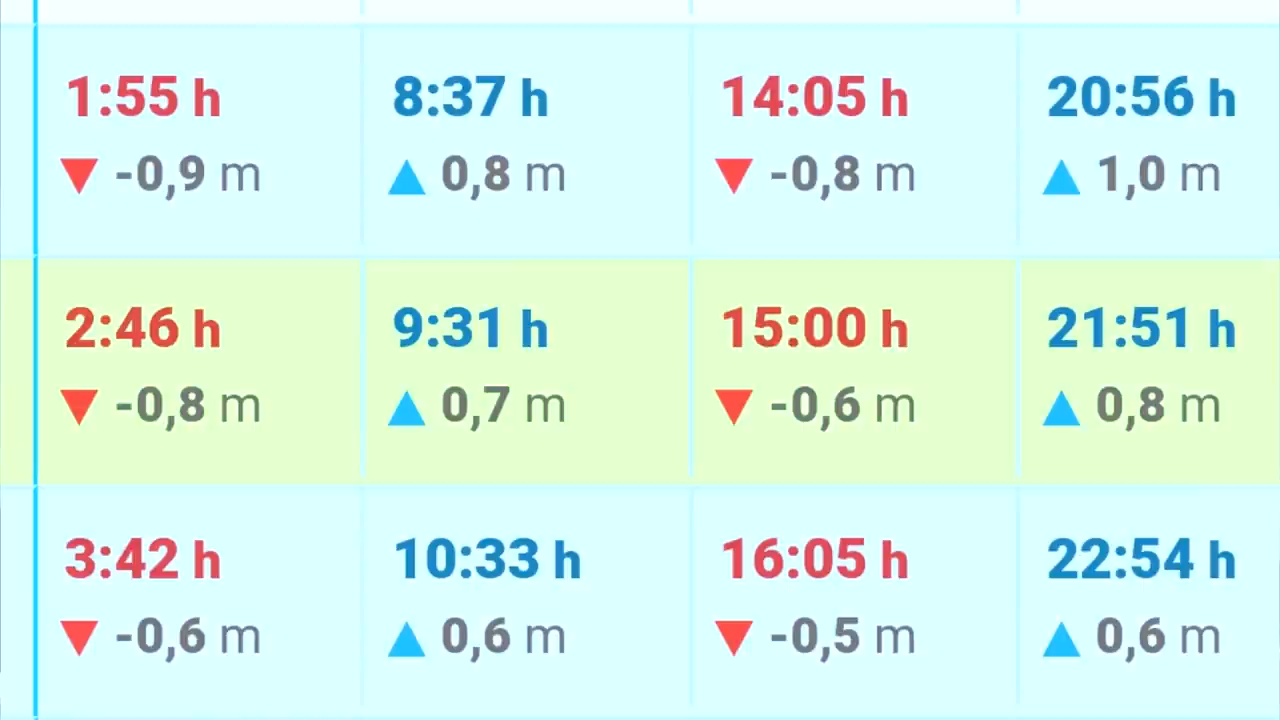 1:55 h 8:37 h 14:05 h 20:56 h
▼ -0,9 m ▲ 0,8 m ▼ -0,8 m ▲ 1,0 m
2:46 h 9:31 h 15:00 h 21:51 h
▼ -0,8 m ▲ 0,7 m ▼ -0,6 m ▲ 0,8 m
3:42 h 10:33 h 16:05 h 22:54 h
▼ -0,6 m ▲ 0,6 m ▼ -0,5 m ▲ 0,6 m